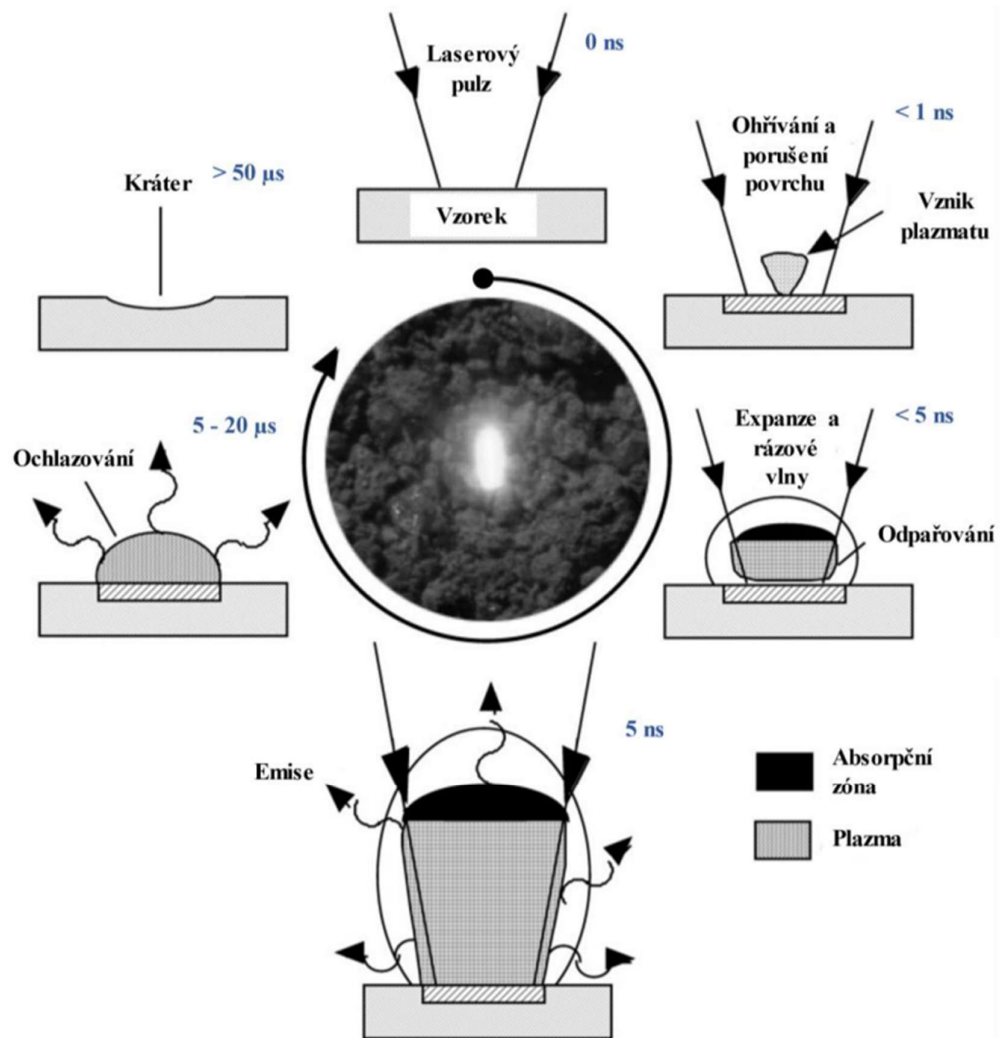 Laserový
pulz
0 ns
Vzorek
Ohřívání a
porušení
povrchu
< 1 ns
Vznik
plazmatu
Expanze a
rázové
vlny
< 5 ns
Odpařování
5 ns
Emise
Absorpční
zóna
Plazma
5 - 20 µs
Ochlazování
> 50 µs
Kráter